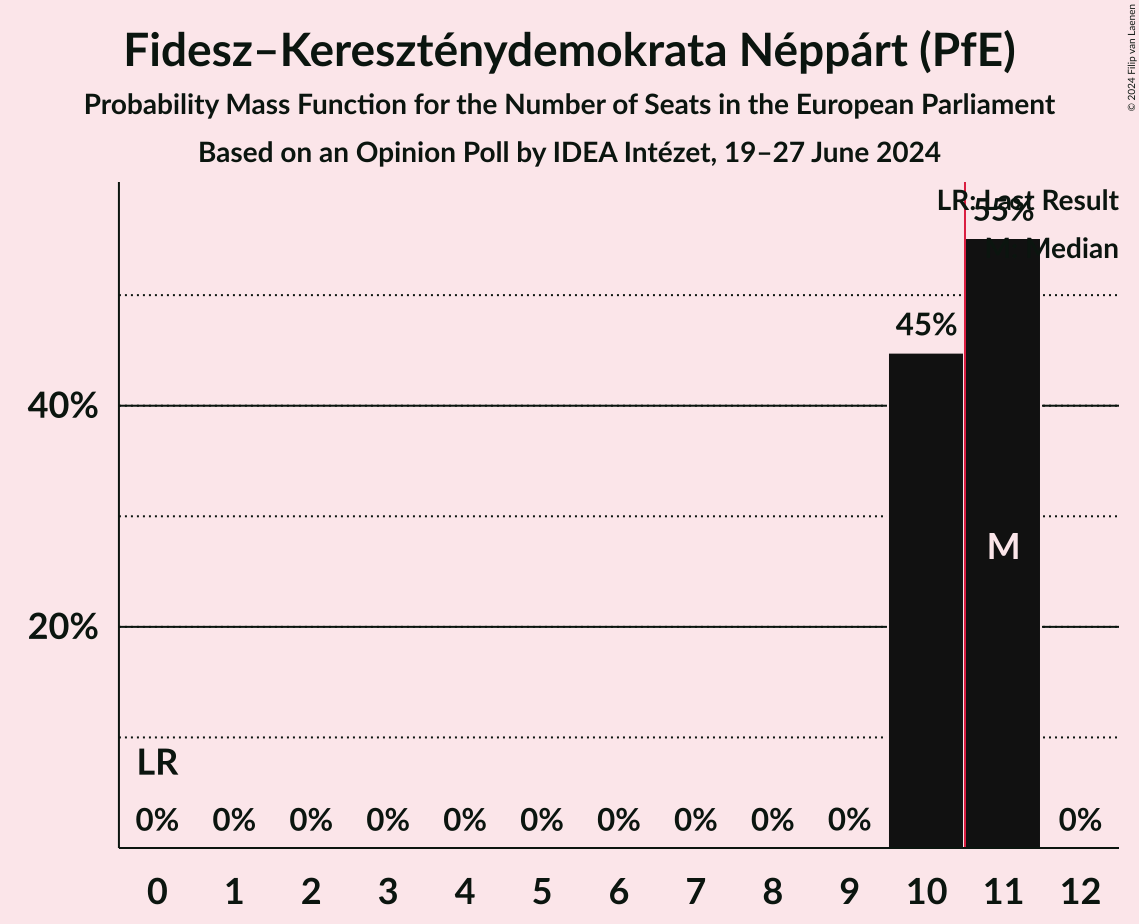 Fidesz–Kereszténydemokrata Néppárt (PfE)
Probability Mass Function for the Number of Seats in the European Parliament
Based on an Opinion Poll by IDEA Intézet, 19–27 June 2024
© 2024 Filip van Laenen
LR: Last Result
55%
M: Median
45%
40%
M
20%
LR
0% 0% 0% 0% 0% 0% 0% 0% 0% 0% 0%
0 1 2 3 4 5 6 7 8 9 10 11 12